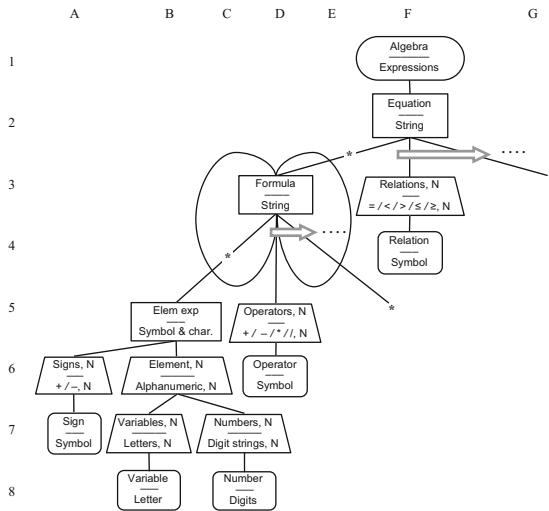 A B C D E F G
1
Algebra
Expressions
2
Equation
String
*
....
3
Formula
String
Relations, N
= / < / > / ≤ / ≥, N
4
*
....
Relation
Symbol
5
Elem exp
Symbol & char.
Operators, N
+ / – / * / /, N
*
6
Signs, N
+ / –, N
Element, N
Alphanumeric, N
Operator
Symbol
7
Sign
Symbol
Variables, N
Letters, N
Numbers, N
Digit strings, N
8
Variable
Letter
Number
Digits